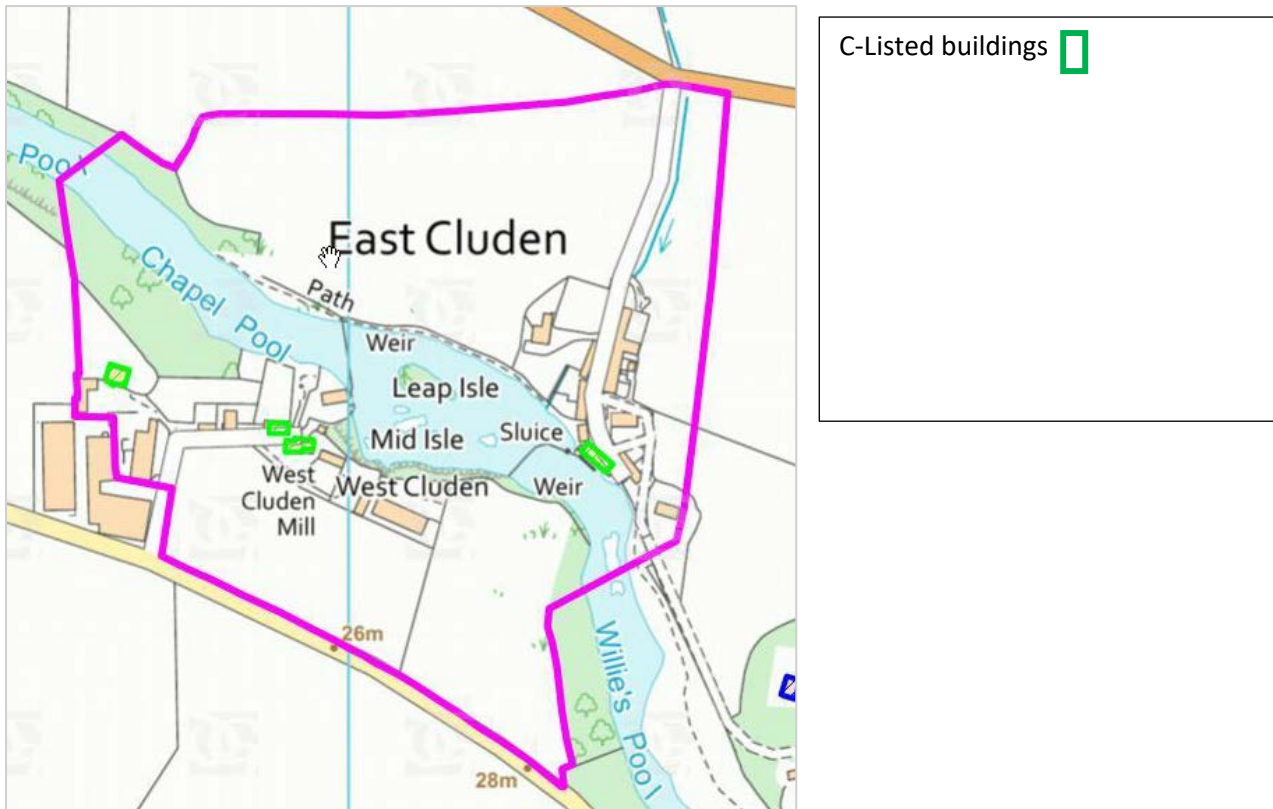 C-Listed buildings
Pool
East Cluden
Chapel Pool
Path
Weir
Leap Isle
Mid Isle
Sluice
West Cluden
Weir
West
Cluden
Mill
26m
Willie's Pool
28m